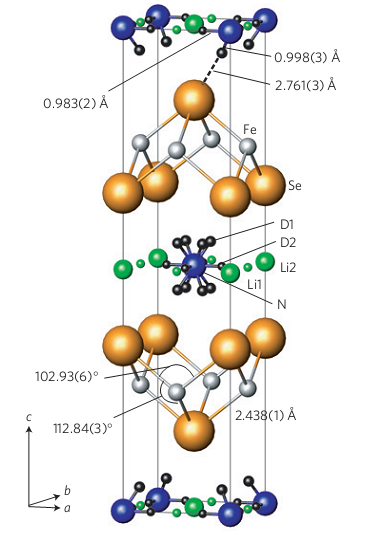 0.998(3) Å
2.761(3) Å
0.983(2) Å
Fe
Se
D1
D2
Li2
Li1
N
102.93(6)°
112.84(3)°
2.438(1) Å
c
b
a